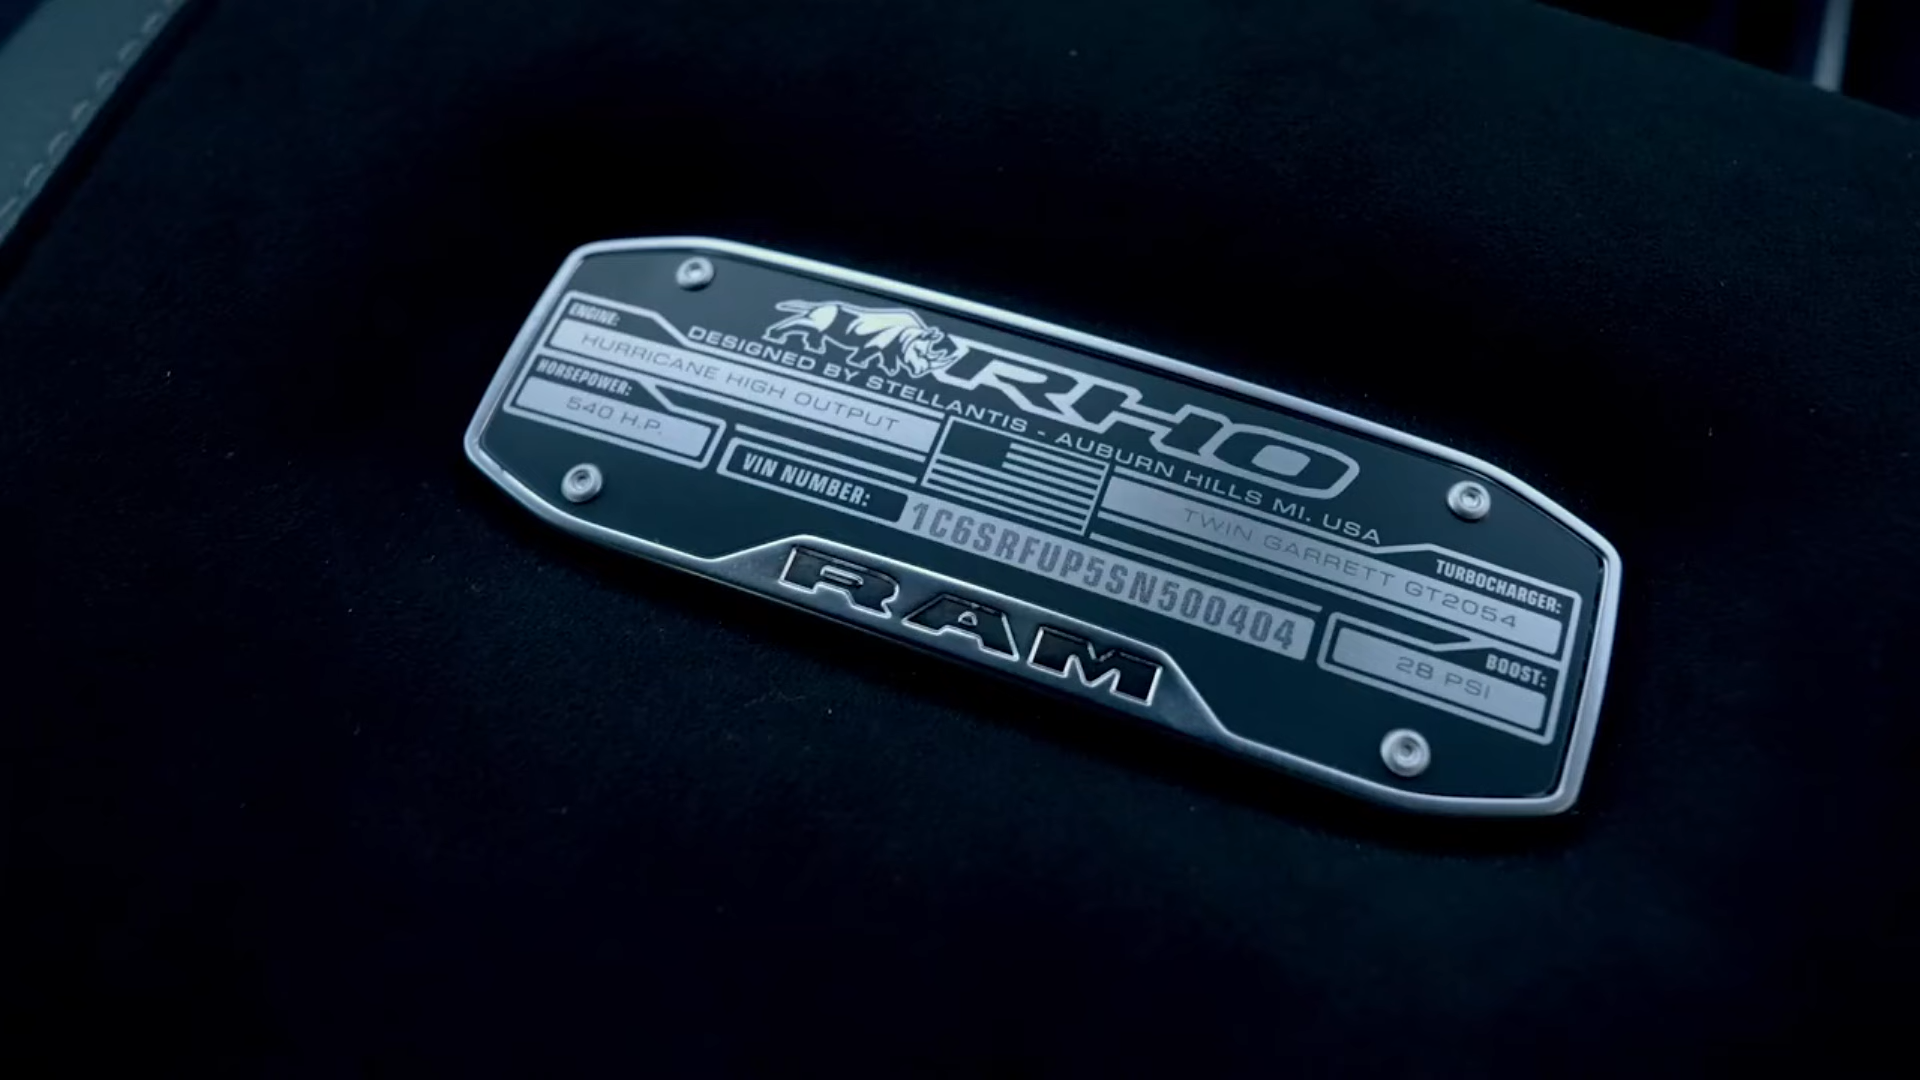 RHO
DESIGNED BY STELLANTIS - AUBURN HILLS MI. USA
ENGINE:
HURRICANE HIGH OUTPUT
HORSEPOWER:
540 H.P.
TURBOCHARGER:
TWIN GARRETT GT2054
BOOST:
28 PSI
VIN NUMBER:
1C6SRFUP5SN500404
RAM